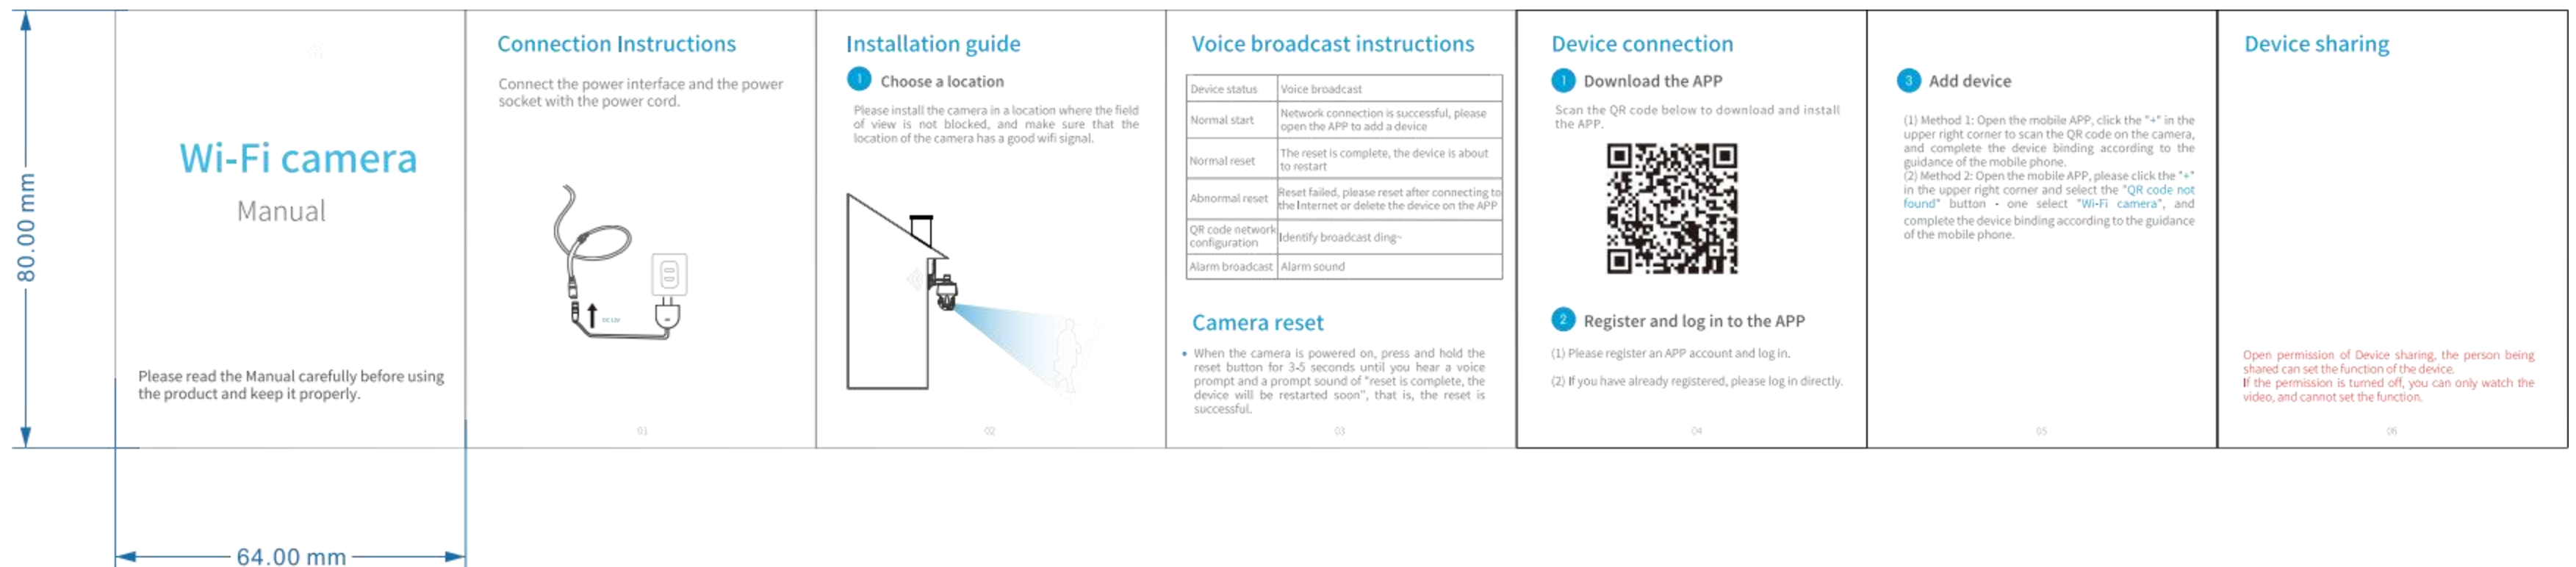 80.00 mm
64.00 mm
Wi-Fi camera
Manual
Please read the Manual carefully before using
the product and keep it properly.
Connection Instructions
Connect the power interface and the power
socket with the power cord.
DC 12V
01
Installation guide
1 Choose a location
Please install the camera in a location where the field
of view is not blocked, and make sure that the
location of the camera has a good wifi signal.
02
Voice broadcast instructions
Device status Voice broadcast
Normal start Network connection is successful, please
open the APP to add a device
Normal reset The reset is complete, the device is about
to restart
Abnormal reset Reset failed, please reset after connecting to
the Internet or delete the device on the APP
QR code network
configuration Identify broadcast ding~
Alarm broadcast Alarm sound
Camera reset
• When the camera is powered on, press and hold the
reset button for 3-5 seconds until you hear a voice
prompt and a prompt sound of "reset is complete, the
device will be restarted soon", that is, the reset is
successful.
03
Device connection
1 Download the APP
Scan the QR code below to download and install
the APP.
2 Register and log in to the APP
(1) Please register an APP account and log in.
(2) If you have already registered, please log in directly.
04
3 Add device
(1) Method 1: Open the mobile APP, click the "+" in the
upper right corner to scan the QR code on the camera,
and complete the device binding according to the
guidance of the mobile phone.
(2) Method 2: Open the mobile APP, please click the "+"
in the upper right corner and select the "QR code not
found" button - one select "Wi-Fi camera", and
complete the device binding according to the guidance
of the mobile phone.
05
Device sharing
Open permission of Device sharing, the person being
shared can set the function of the device.
If the permission is turned off, you can only watch the
video, and cannot set the function.
06